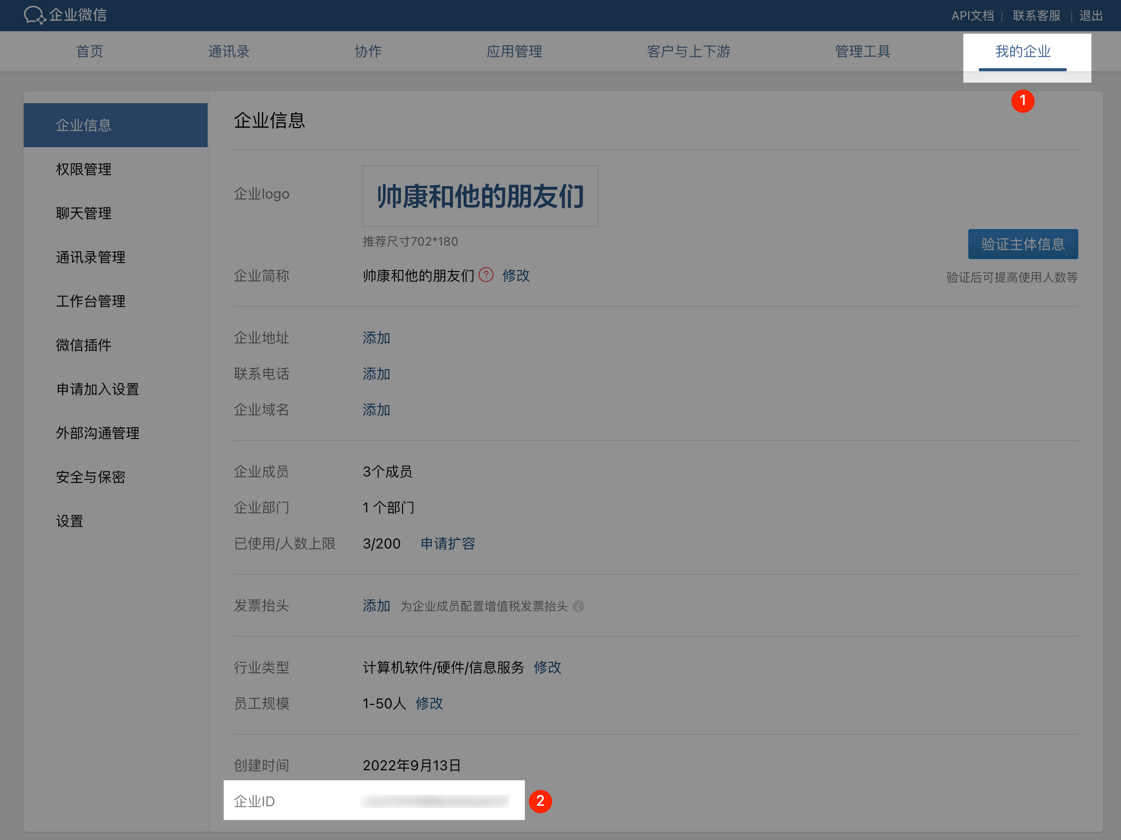 企业微信
API文档 | 联系客服 | 退出
首页 通讯录 协作 应用管理 客户与上下游 管理工具 我的企业
1
企业信息
权限管理
聊天管理
通讯录管理
工作台管理
微信插件
申请加入设置
外部沟通管理
安全与保密
设置
企业信息
企业logo 帅康和他的朋友们
推荐尺寸702*180
验证主体信息
验证后可提高使用人数等
企业简称 帅康和他的朋友们 ? 修改
企业地址 添加
联系电话 添加
企业域名 添加
企业成员 3个成员
企业部门 1 个部门
已使用/人数上限 3/200 申请扩容
发票抬头 添加 为企业成员配置增值税发票抬头 i
行业类型 计算机软件/硬件/信息服务 修改
员工规模 1-50人 修改
创建时间 2022年9月13日
企业ID 2